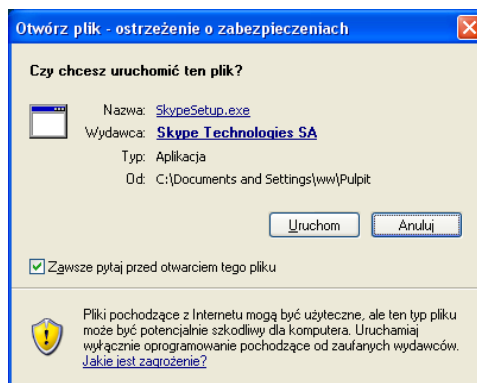 Otwórz plik - ostrzeżenie o zabezpieczeniach
Czy chcesz uruchomić ten plik?
Nazwa: SkypeSetup.exe
Wydawca: Skype Technologies SA
Typ: Aplikacja
Od: C:\Documents and Settings\ww\Pulpit
Uruchom Anuluj
Zawsze pytaj przed otwarciem tego pliku
Pliki pochodzące z Internetu mogą być użyteczne, ale ten typ pliku
może być potencjalnie szkodliwy dla komputera. Uruchamiaj
wyłącznie oprogramowanie pochodzące od zaufanych wydawców.
Jakie jest zagrożenie?